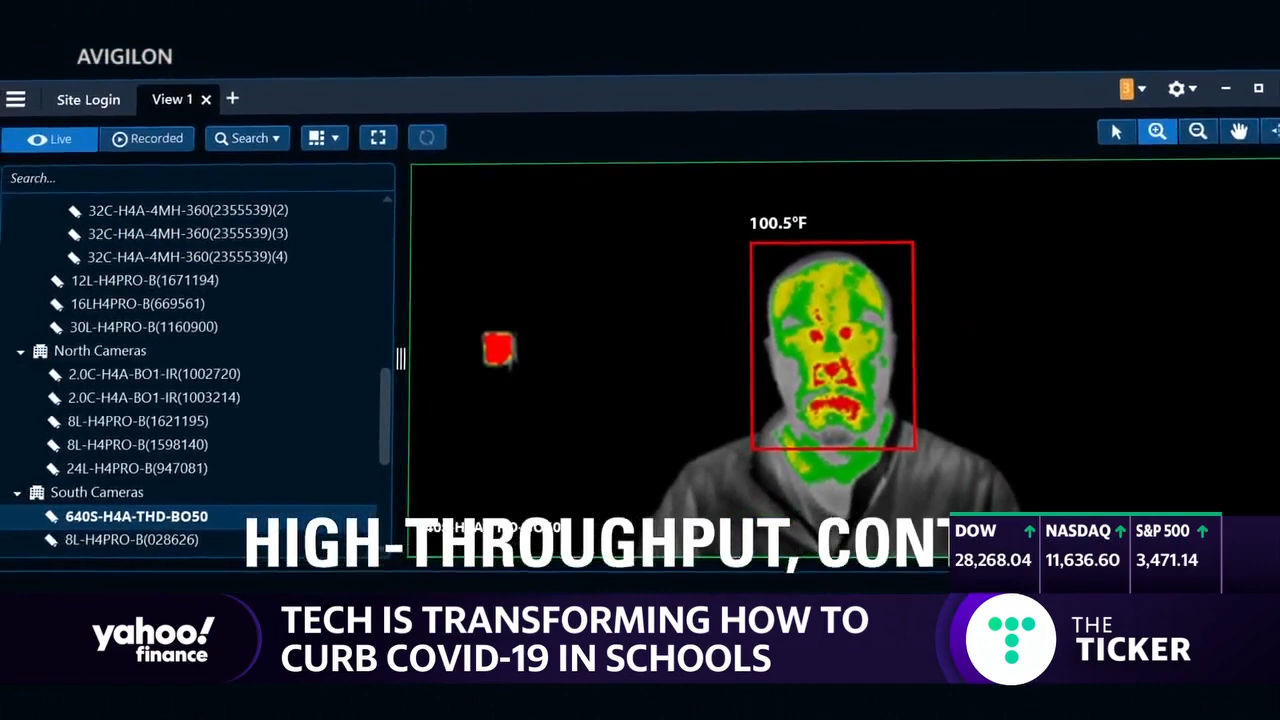 AVIGILON
Site Login
View 1
3
Live
Recorded
Search
Search...
32C-H4A-4MH-360(2355539)(2)
32C-H4A-4MH-360(2355539)(3)
32C-H4A-4MH-360(2355539)(4)
12L-H4PRO-B(1671194)
16LH4PRO-B(669561)
30L-H4PRO-B(1160900)
North Cameras
2.0C-H4A-BO1-IR(1002720)
2.0C-H4A-BO1-IR(1003214)
8L-H4PRO-B(1621195)
8L-H4PRO-B(1598140)
24L-H4PRO-B(947081)
South Cameras
640S-H4A-THD-BO50
8L-H4PRO-B(028626)
100.5°F
HIGH-THROUGHPUT, CONT
DOW
28,268.04
NASDAQ
11,636.60
S&P 500
3,471.14
yahoo!
finance
TECH IS TRANSFORMING HOW TO
CURB COVID-19 IN SCHOOLS
THE
TICKER